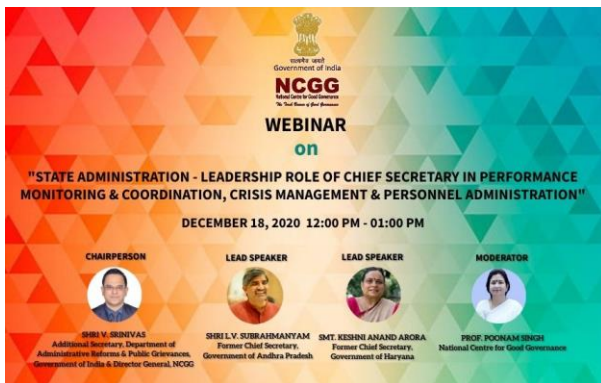 सत्यमेव जयते
Government of India
NCGG
National Centre for Good Governance
WEBINAR
on
"STATE ADMINISTRATION - LEADERSHIP ROLE OF CHIEF SECRETARY IN PERFORMANCE
MONITORING & COORDINATION, CRISIS MANAGEMENT & PERSONNEL ADMINISTRATION"
DECEMBER 18, 2020 12:00 PM - 01:00 PM
CHAIRPERSON
SHRI V. SRINIVAS
Additional Secretary, Department of
Administrative Reforms & Public Grievances,
Government of India & Director General, NCGG
LEAD SPEAKER
SHRI L.V. SUBRAHMANYAM
Former Chief Secretary,
Government of Andhra Pradesh
LEAD SPEAKER
SMT. KESHNI ANAND ARORA
Former Chief Secretary,
Government of Haryana
MODERATOR
PROF. POONAM SINGH
National Centre for Good Governance